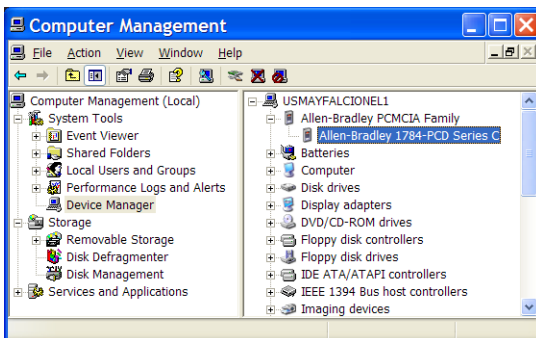 Computer Management
File Action View Window Help
Computer Management (Local)
System Tools
Event Viewer
Shared Folders
Local Users and Groups
Performance Logs and Alerts
Device Manager
Storage
Removable Storage
Disk Defragmenter
Disk Management
Services and Applications
USMAYFALCIONEL1
Allen-Bradley PCMCIA Family
Allen-Bradley 1784-PCD Series C
Batteries
Computer
Disk drives
Display adapters
DVD/CD-ROM drives
Floppy disk controllers
Floppy disk drives
IDE ATA/ATAPI controllers
IEEE 1394 Bus host controllers
Imaging devices